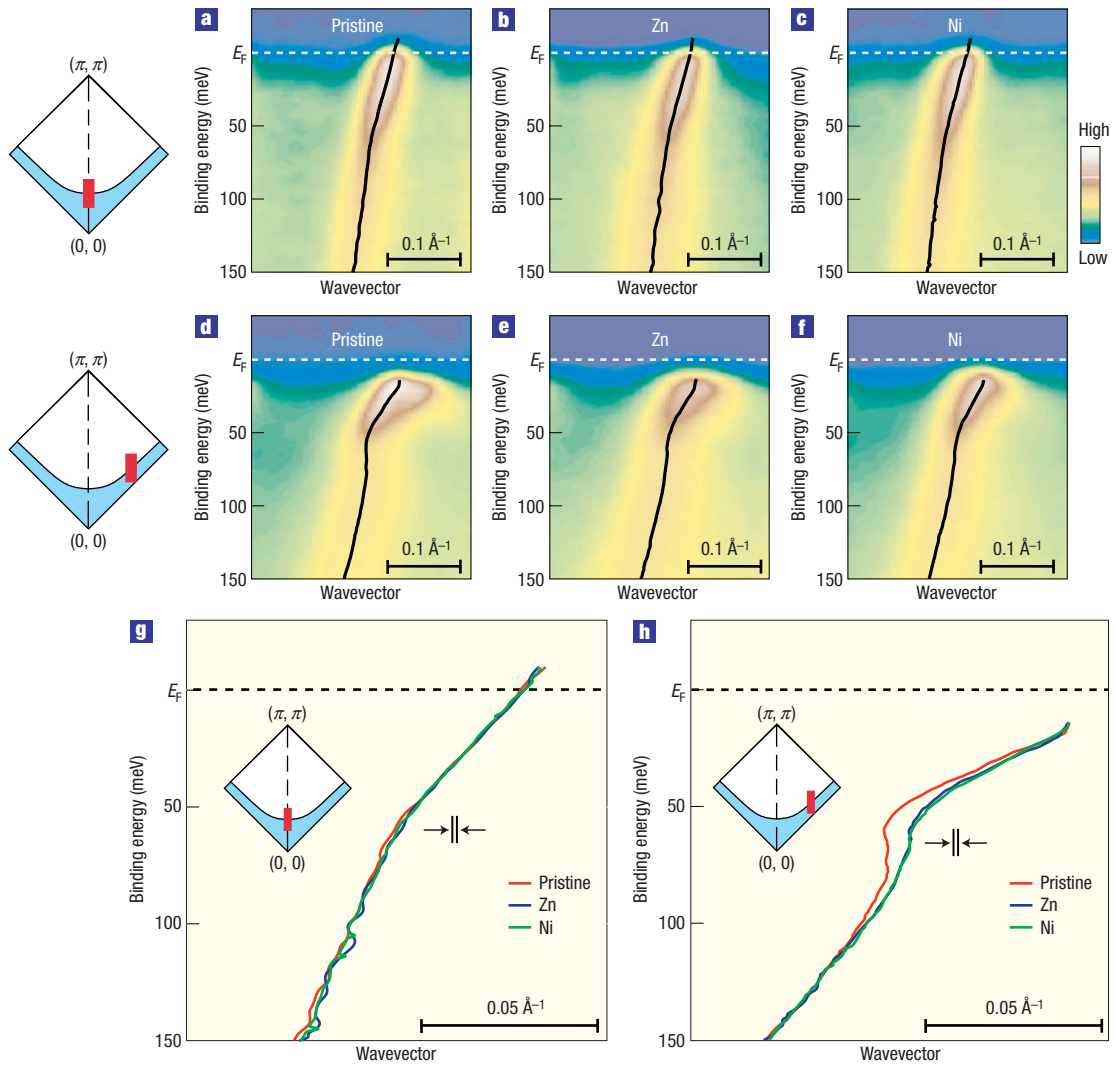 a
Pristine
b
Zn
c
Ni
(π, π)
(0, 0)
E_F
50
100
150
Binding energy (meV)
0.1 Å⁻¹
Wavevector
Binding energy (meV)
50
100
150
0.1 Å⁻¹
Wavevector
Binding energy (meV)
50
100
150
0.1 Å⁻¹
Wavevector
E_F
E_F
High
Low
d
Pristine
e
Zn
f
Ni
(π, π)
(0, 0)
E_F
50
100
150
Binding energy (meV)
0.1 Å⁻¹
Wavevector
E_F
50
100
150
Binding energy (meV)
0.1 Å⁻¹
Wavevector
E_F
50
100
150
Binding energy (meV)
0.1 Å⁻¹
Wavevector
g
E_F
50
100
150
Binding energy (meV)
(π, π)
(0, 0)
Pristine
Zn
Ni
0.05 Å⁻¹
Wavevector
h
E_F
50
100
150
Binding energy (meV)
(π, π)
(0, 0)
Pristine
Zn
Ni
0.05 Å⁻¹
Wavevector